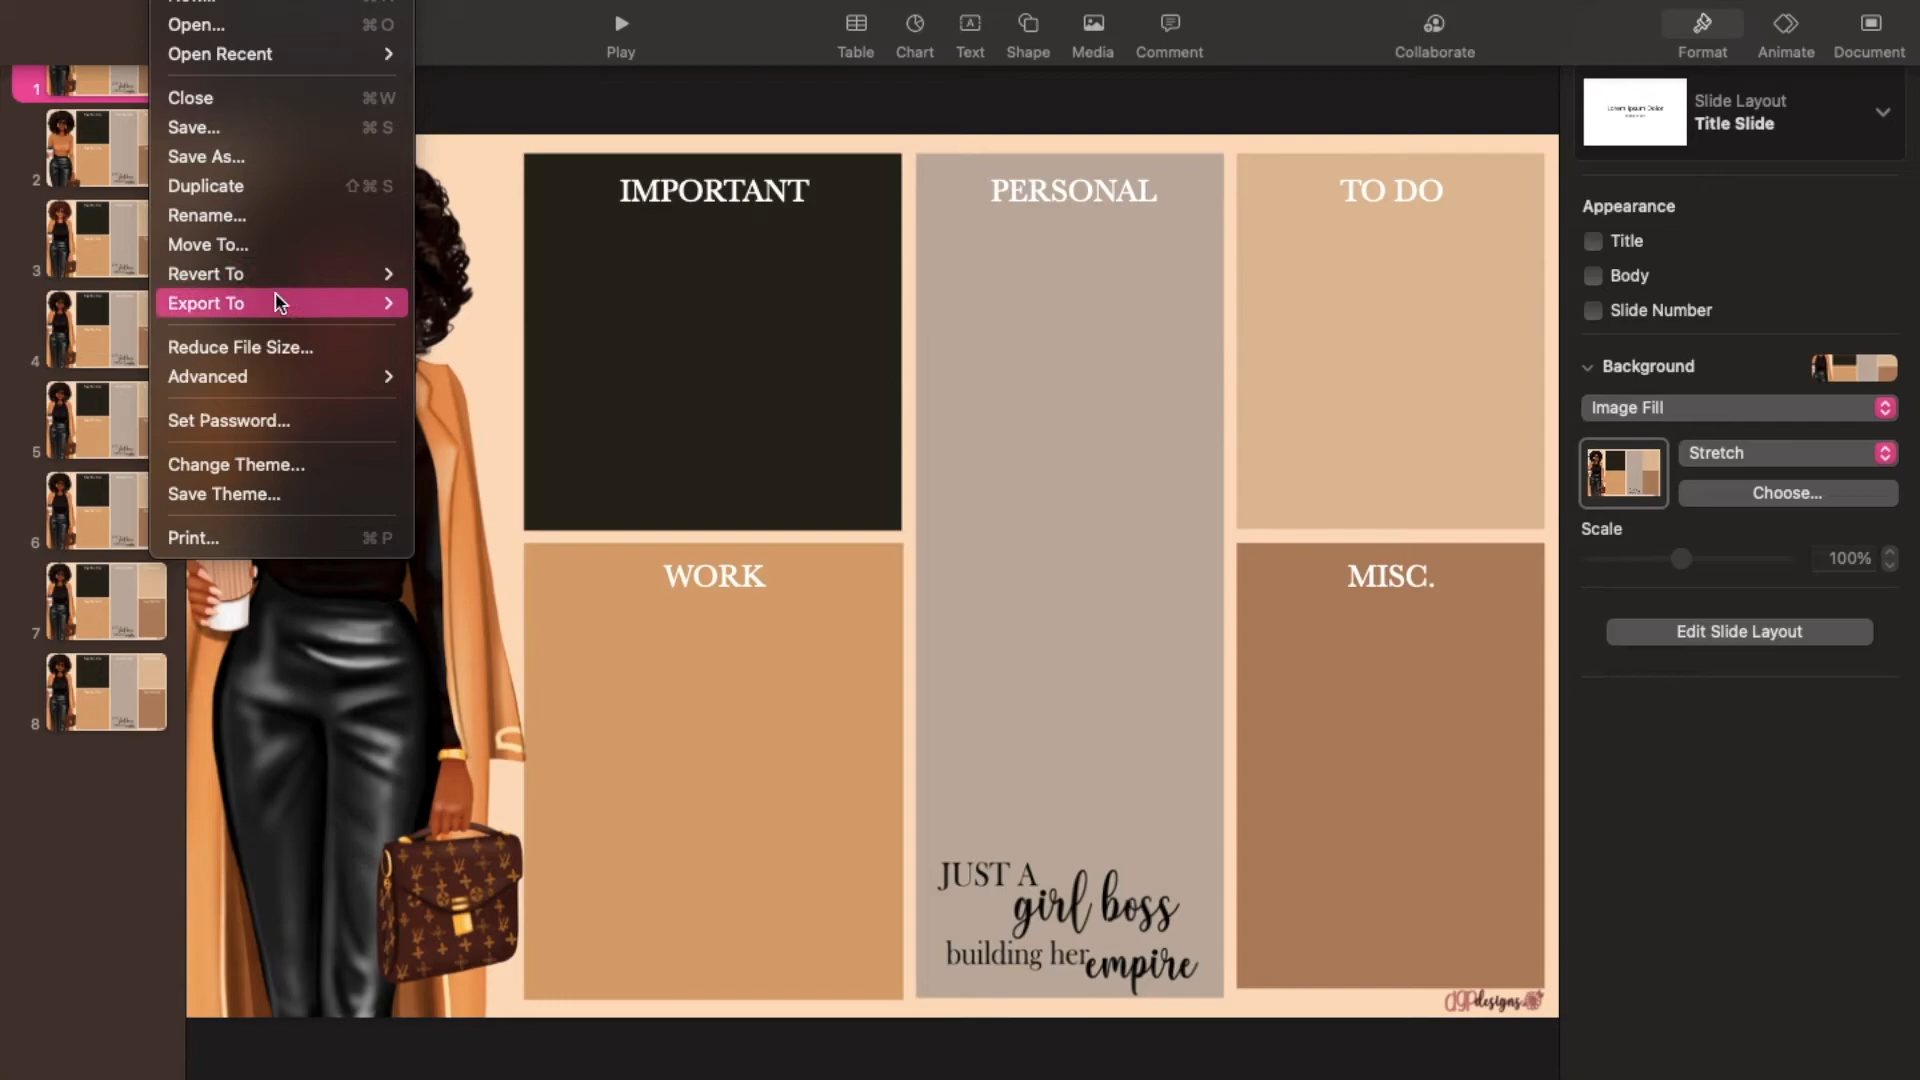 Open... ⌘ O
Open Recent
Close ⌘ W
Save... ⌘ S
Save As...
Duplicate ⇧ ⌘ S
Rename...
Move To...
Revert To
Export To
Reduce File Size...
Advanced
Set Password...
Change Theme...
Save Theme...
Print... ⌘ P
Play
Table
Chart
Text
Shape
Media
Comment
Collaborate
Format
Animate
Document
1
2
3
4
5
6
7
8
IMPORTANT
PERSONAL
TO DO
WORK
MISC.
JUST A
girl boss
building her
empire
dgpdesigns
Lorem Ipsum Dolor
Slide Layout
Title Slide
Appearance
Title
Body
Slide Number
Background
Image Fill
Stretch
Choose...
Scale
100%
Edit Slide Layout